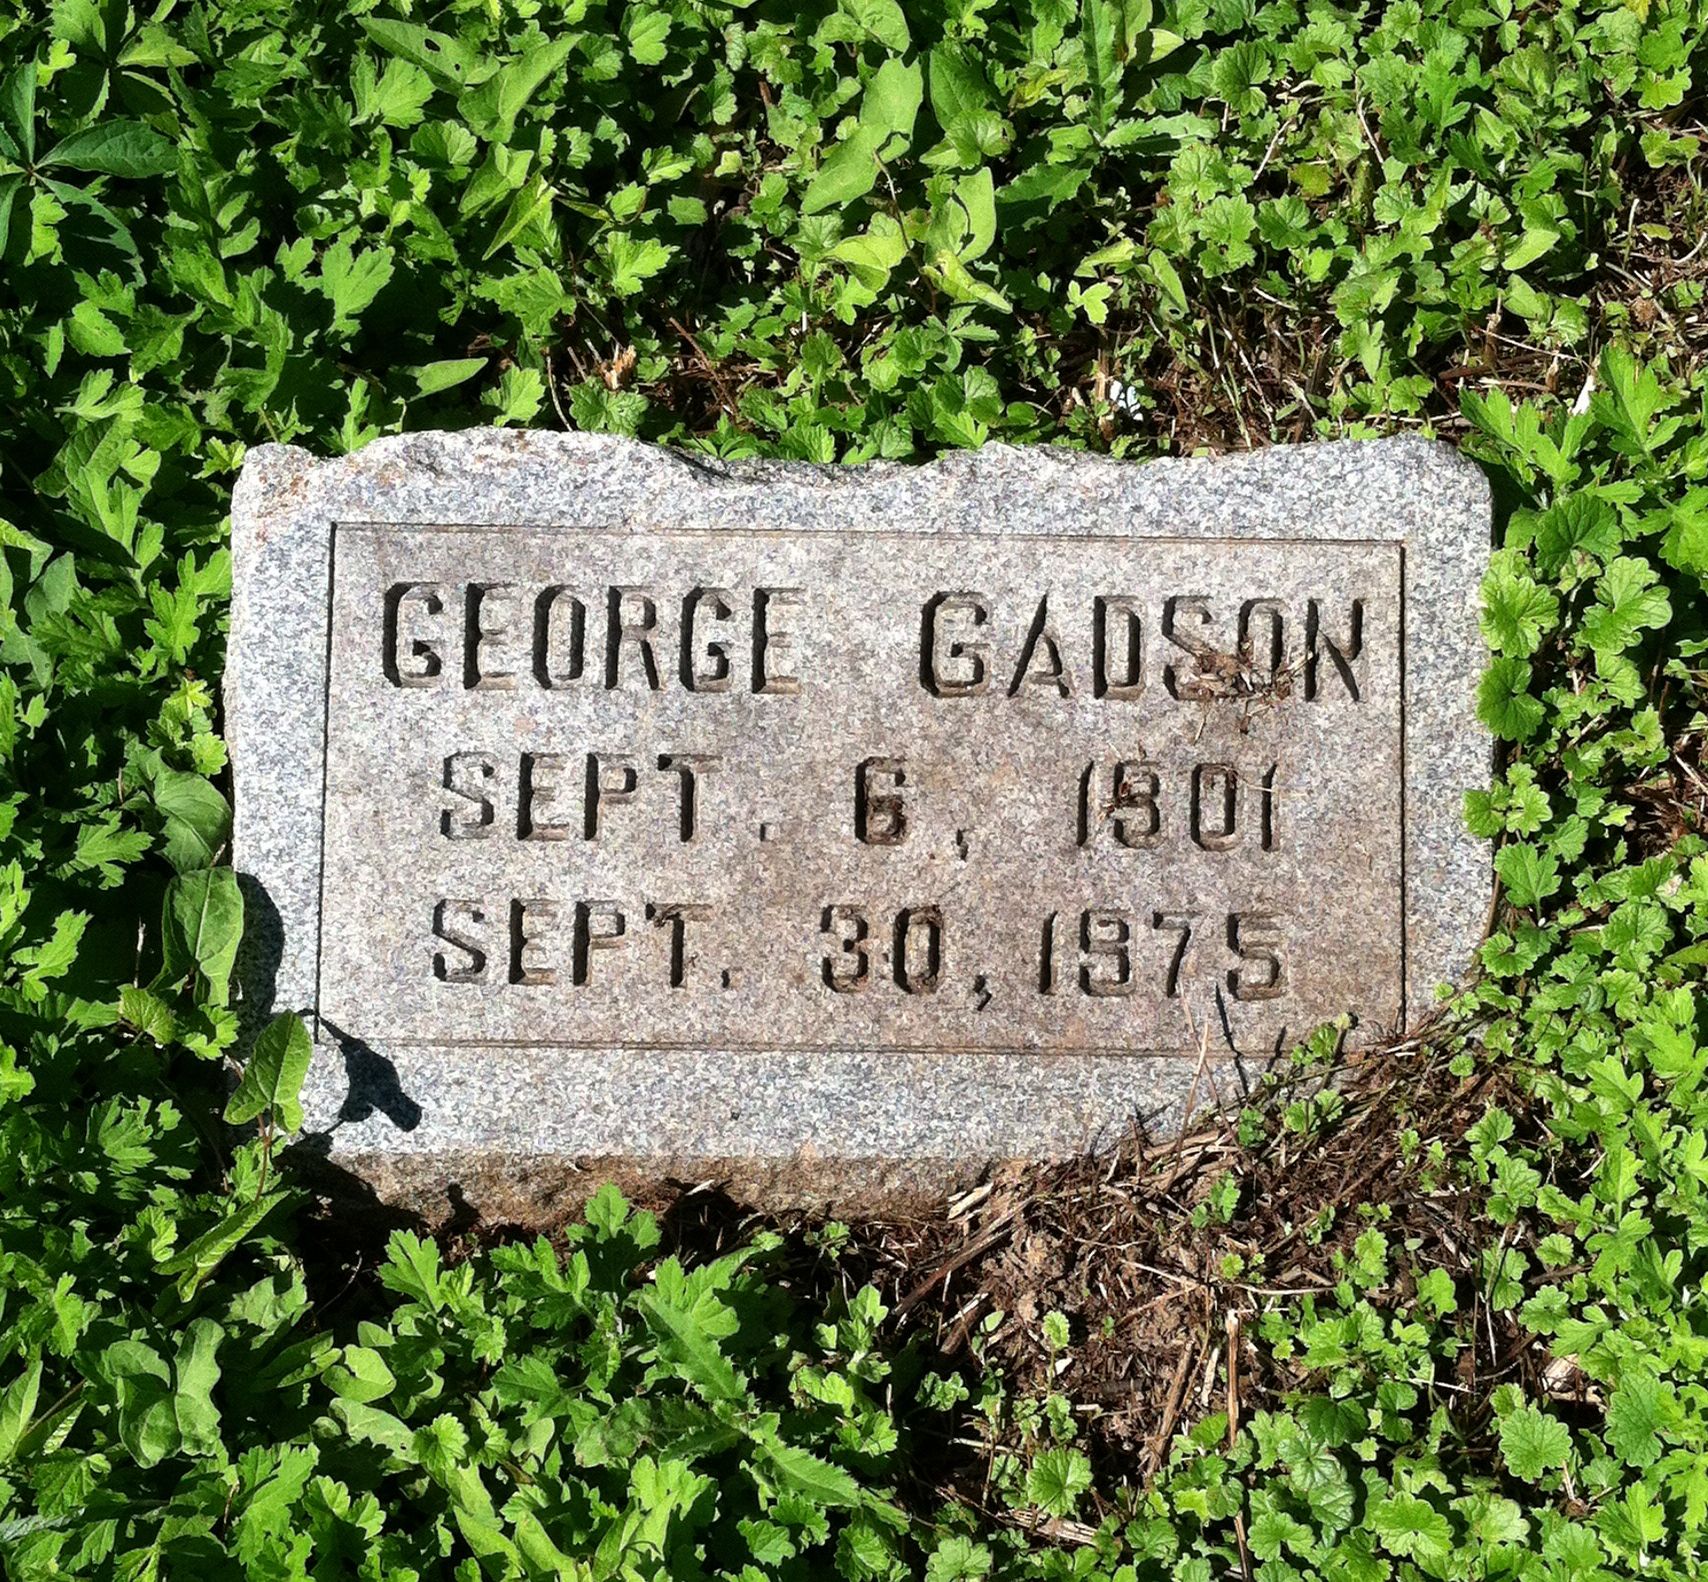 GEORGE GADSON
SEPT. 6, 1901
SEPT. 30, 1975